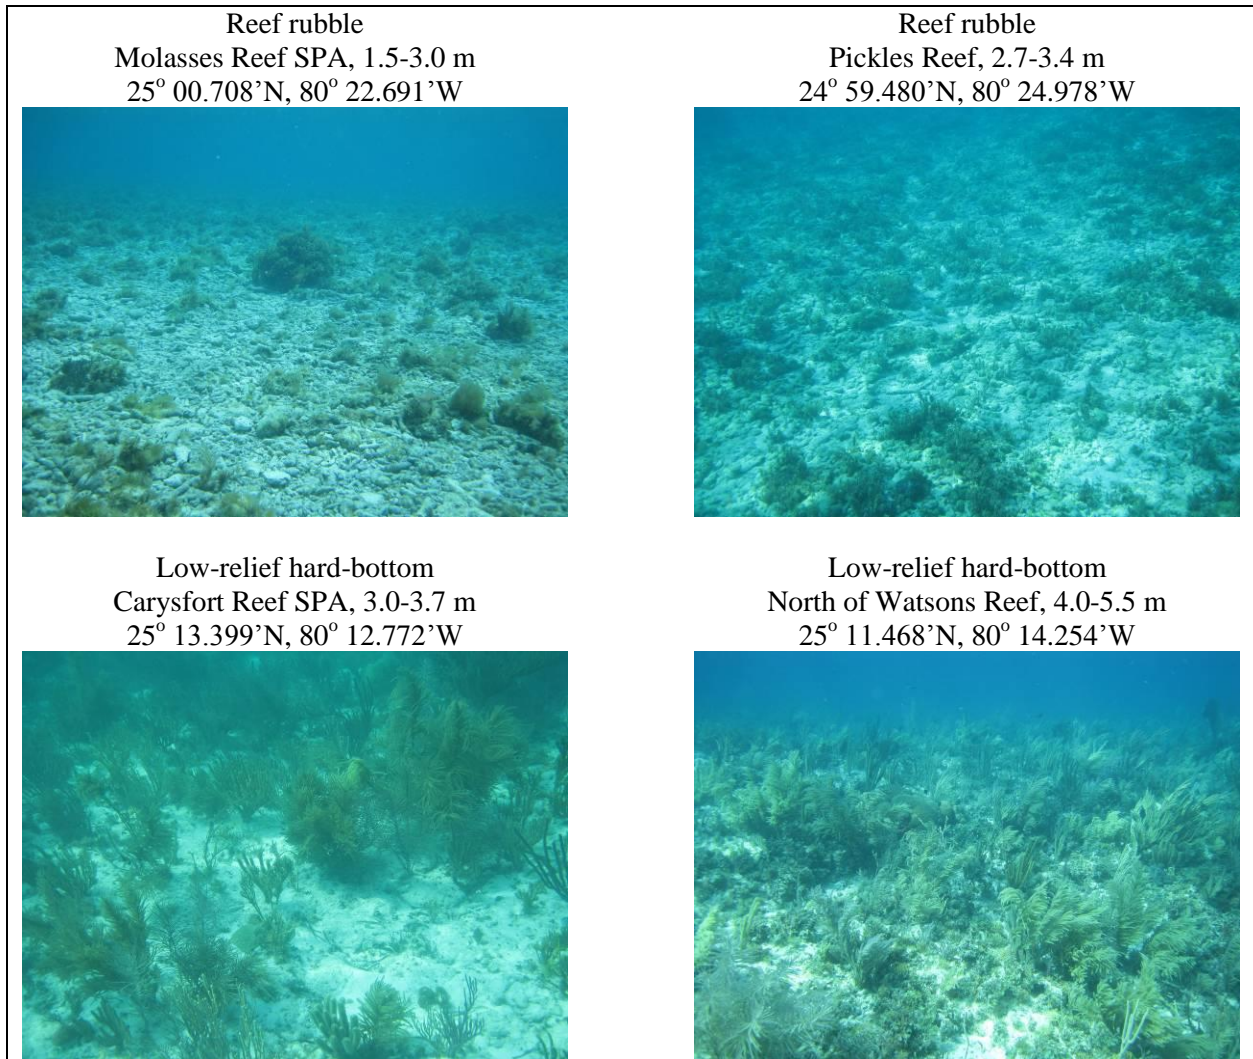 Reef rubble
Molasses Reef SPA, 1.5-3.0 m
25° 00.708’N, 80° 22.691’W
Reef rubble
Pickles Reef, 2.7-3.4 m
24° 59.480’N, 80° 24.978’W
Low-relief hard-bottom
Carysfort Reef SPA, 3.0-3.7 m
25° 13.399’N, 80° 12.772’W
Low-relief hard-bottom
North of Watsons Reef, 4.0-5.5 m
25° 11.468’N, 80° 14.254’W